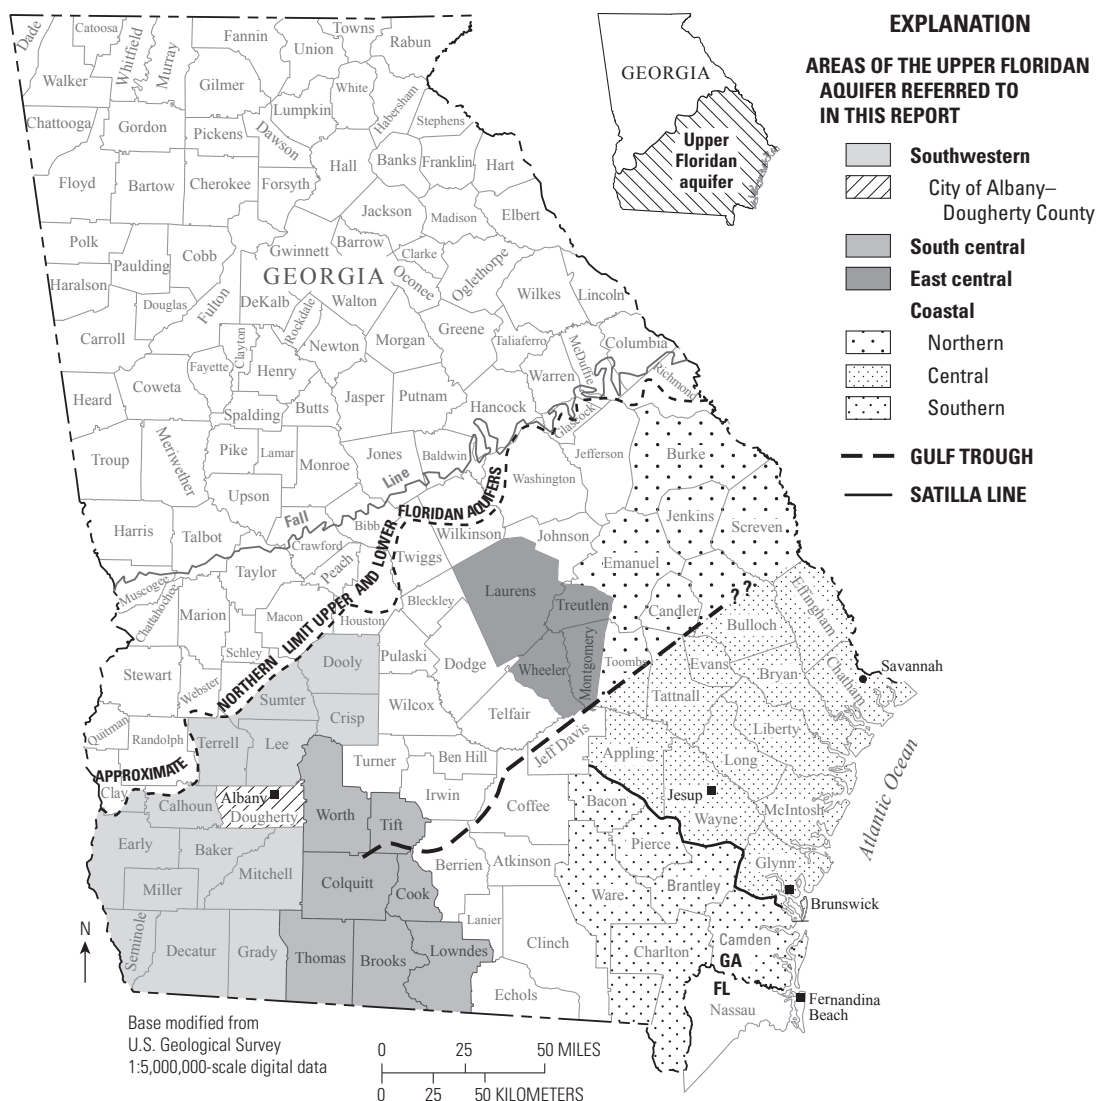 EXPLANATION
AREAS OF THE UPPER FLORIDAN
AQUIFER REFERRED TO
IN THIS REPORT
Southwestern
City of Albany–
Dougherty County
South central
East central
Coastal
Northern
Central
Southern
GULF TROUGH
SATILLA LINE
GEORGIA
Upper
Floridan
aquifer
Dade
Catoosa
Whitfield
Murray
Fannin
Union
Towns
Rabun
Walker
Gilmer
White
Lumpkin
Habersham
Stephens
Chattooga
Gordon
Pickens
Dawson
Hall
Banks
Franklin
Hart
Floyd
Bartow
Cherokee
Forsyth
Jackson
Madison
Elbert
Polk
Paulding
Cobb
Gwinnett
Barrow
Clarke
Oconee
Oglethorpe
Haralson
GEORGIA
Douglas
Fulton
DeKalb
Rockdale
Walton
Wilkes
Lincoln
Carroll
Clayton
Newton
Morgan
Greene
Taliaferro
McDuffie
Columbia
Fayette
Henry
Warren
Richmond
Heard
Coweta
Spalding
Butts
Jasper
Putnam
Hancock
Glascock
Troup
Meriwether
Pike
Lamar
Monroe
Jones
Baldwin
Jefferson
Burke
Upson
Washington
Fall
Line
Harris
Talbot
Crawford
Bibb
Wilkinson
Johnson
Jenkins
Screven
Muscogee
Chattahoochee
Taylor
Peach
Twiggs
Emanuel
Marion
Macon
Houston
Bleckley
Laurens
Treutlen
Candler
Bulloch
Effingham
? ?
NORTHERN LIMIT UPPER AND LOWER FLORIDAN AQUIFERS
APPROXIMATE
Stewart
Webster
Schley
Dooly
Pulaski
Dodge
Wheeler
Montgomery
Toombs
Evans
Bryan
Chatham
Savannah
Quitman
Randolph
Terrell
Sumter
Lee
Crisp
Wilcox
Telfair
Tattnall
Liberty
Clay
Turner
Ben Hill
Jeff Davis
Appling
Long
Calhoun
Albany
Dougherty
Worth
Tift
Irwin
Coffee
Bacon
Jesup
Wayne
McIntosh
Atlantic Ocean
Early
Baker
Mitchell
Berrien
Atkinson
Pierce
Glynn
Miller
Colquitt
Cook
Ware
Brantley
Brunswick
Lanier
N
Seminole
Decatur
Grady
Thomas
Brooks
Lowndes
Clinch
Charlton
Camden
GA
FL
Echols
Nassau
Fernandina
Beach
Base modified from
U.S. Geological Survey
1:5,000,000-scale digital data
0 25 50 MILES
0 25 50 KILOMETERS